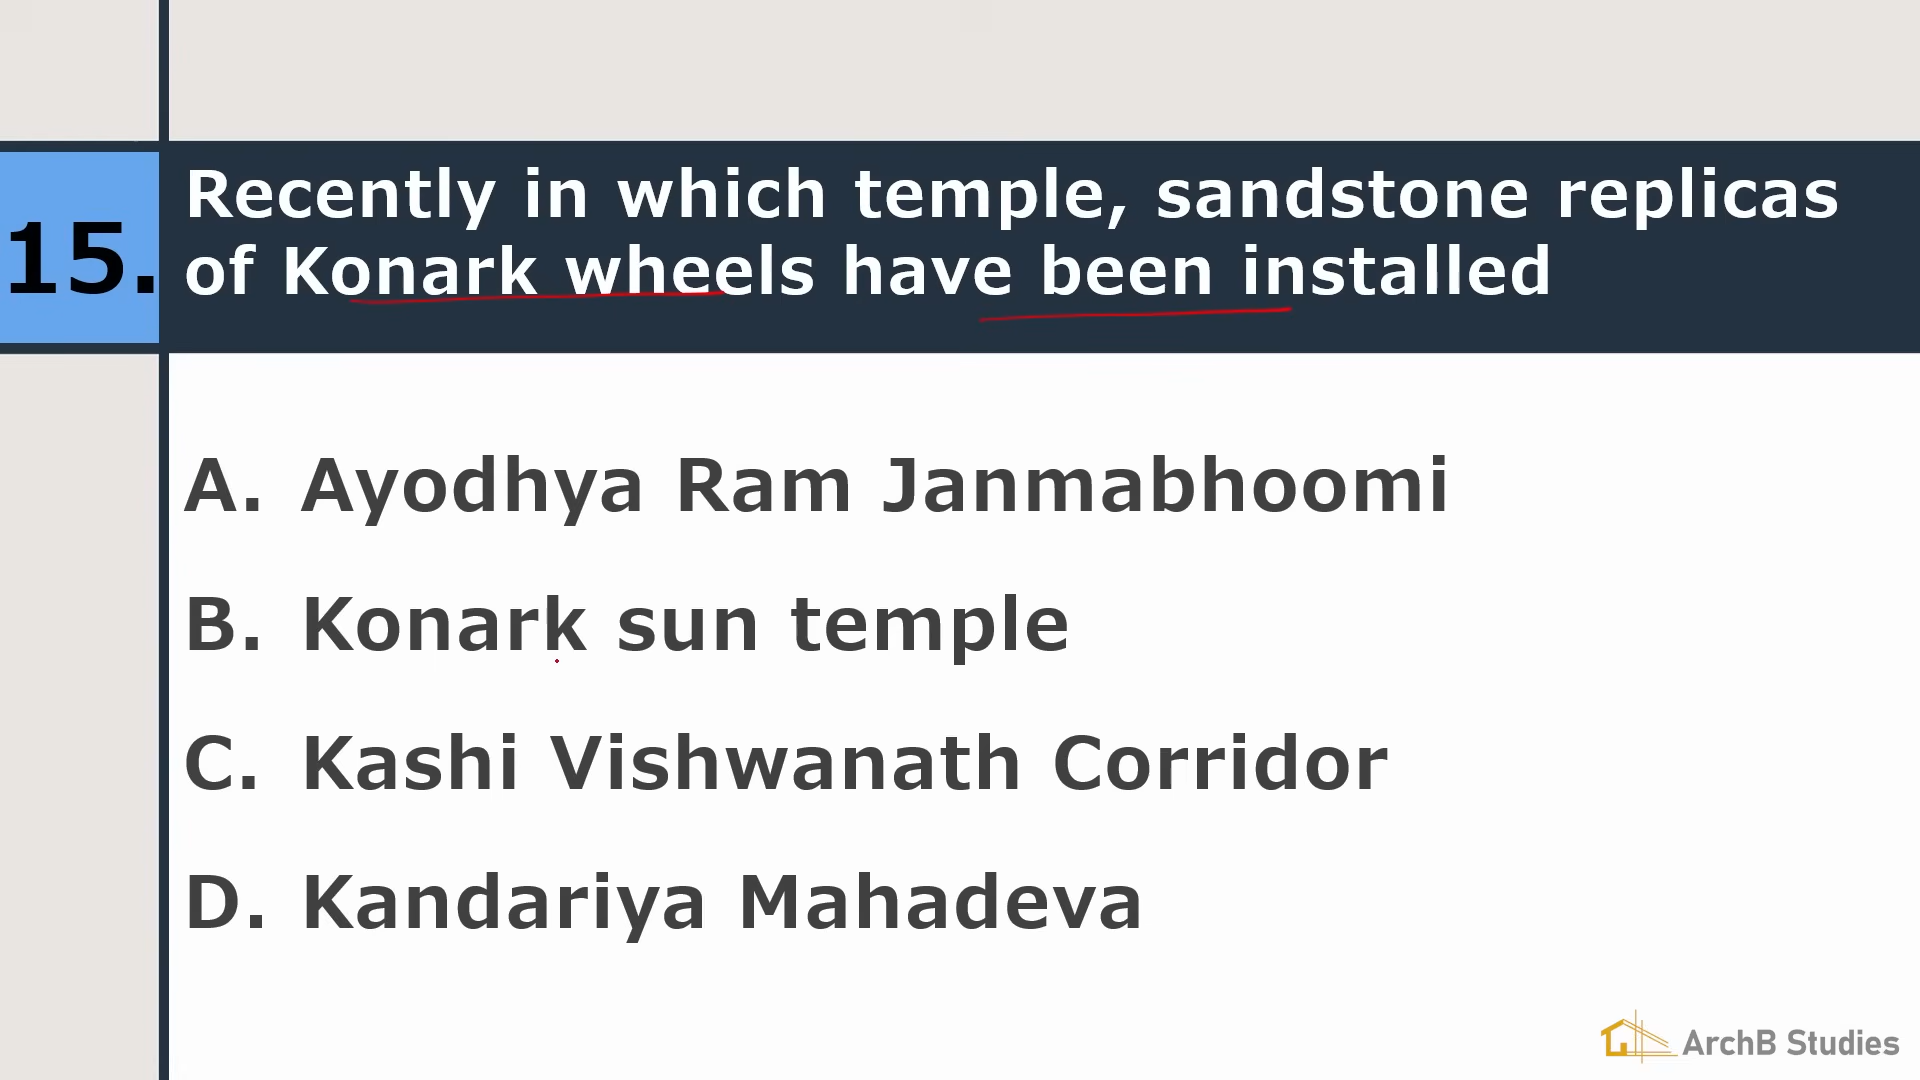 15.
Recently in which temple, sandstone replicas
of Konark wheels have been installed
A. Ayodhya Ram Janmabhoomi
B. Konark sun temple
C. Kashi Vishwanath Corridor
D. Kandariya Mahadeva
ArchB Studies